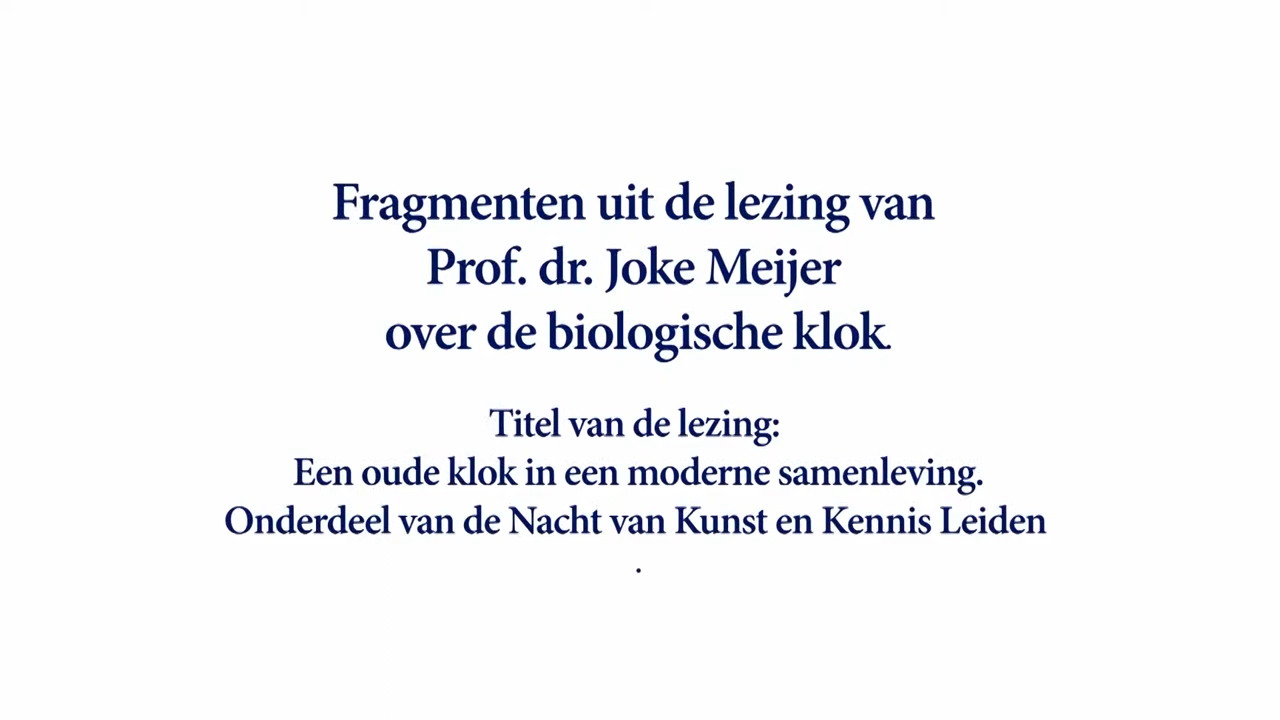 Fragmenten uit de lezing van
Prof. dr. Joke Meijer
over de biologische klok.
Titel van de lezing:
Een oude klok in een moderne samenleving.
Onderdeel van de Nacht van Kunst en Kennis Leiden
.